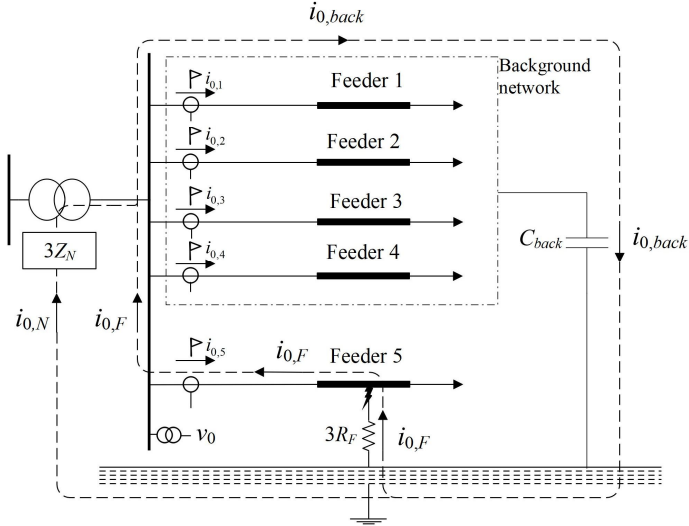 i0,back
Background
network
i0,1
Feeder 1
i0,2
Feeder 2
i0,3
Feeder 3
i0,4
Feeder 4
3ZN
Cback
i0,back
i0,N
i0,F
i0,5
i0,F
Feeder 5
3RF
i0,F
v0